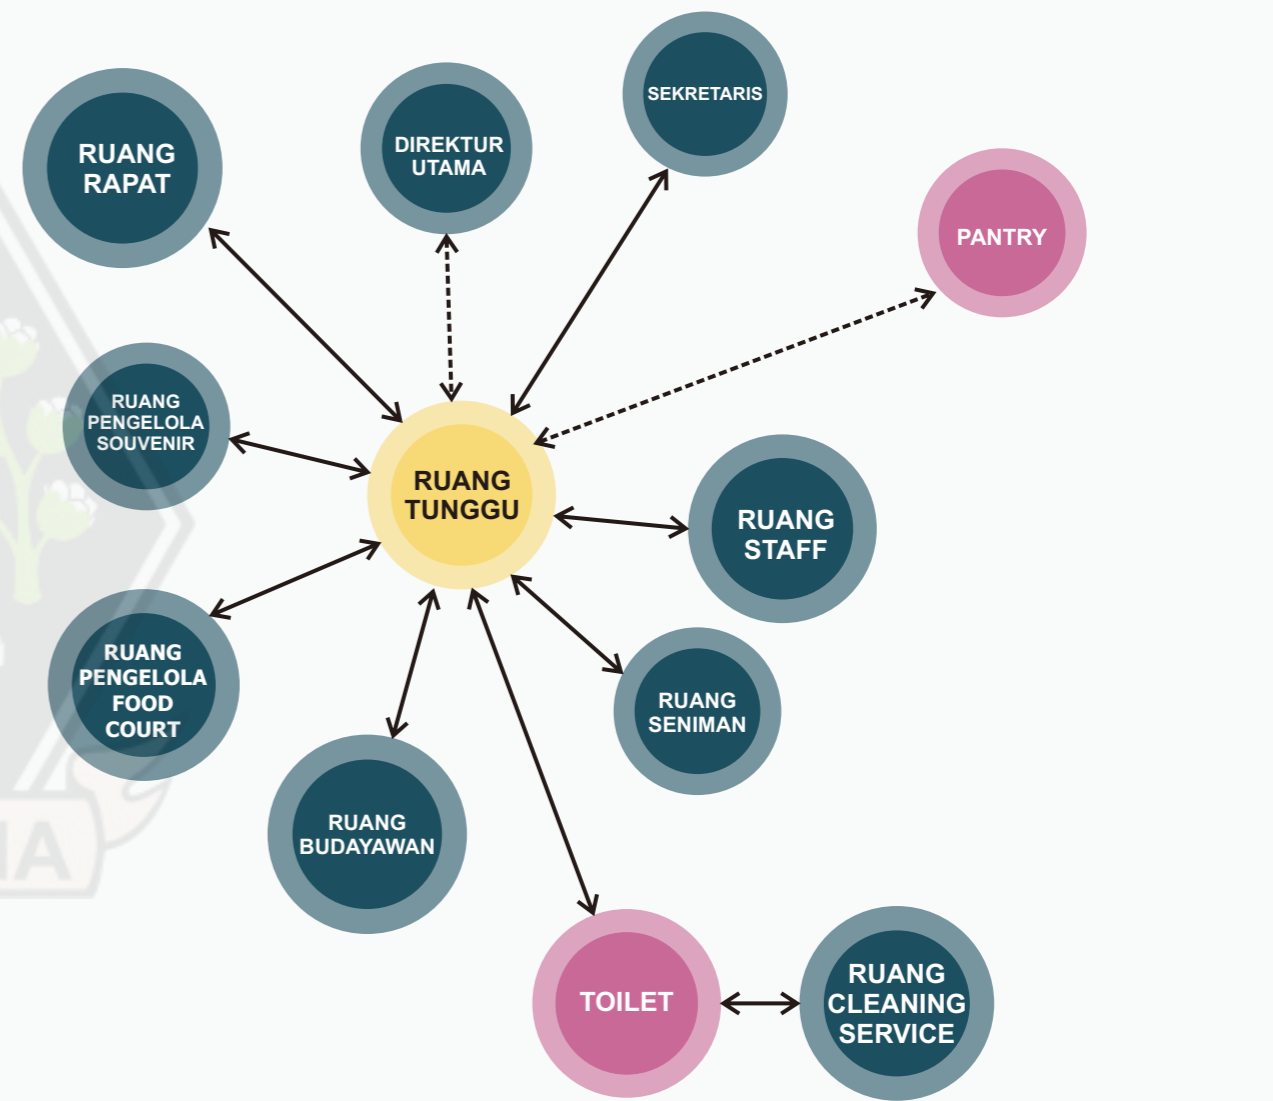 RUANG
RAPAT
DIREKTUR
UTAMA
SEKRETARIS
PANTRY
RUANG
PENGELOLA
SOUVENIR
RUANG
TUNGGU
RUANG
STAFF
RUANG
PENGELOLA
FOOD
COURT
RUANG
SENIMAN
RUANG
BUDAYAWAN
TOILET
RUANG
CLEANING
SERVICE